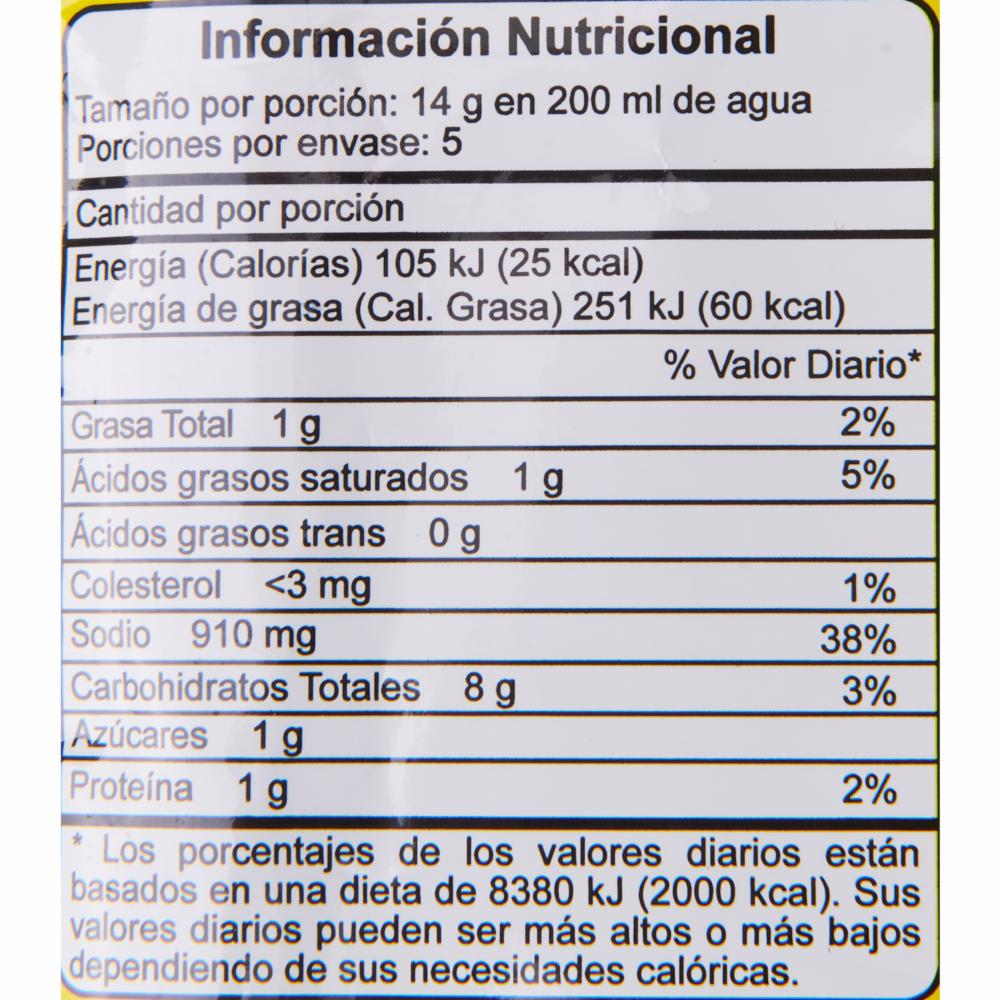 Información Nutricional
Tamaño por porción: 14 g en 200 ml de agua
Porciones por envase: 5
Cantidad por porción
Energía (Calorías) 105 kJ (25 kcal)
Energía de grasa (Cal. Grasa) 251 kJ (60 kcal)
% Valor Diario*
Grasa Total 1 g 2%
Ácidos grasos saturados 1 g 5%
Ácidos grasos trans 0 g
Colesterol <3 mg 1%
Sodio 910 mg 38%
Carbohidratos Totales 8 g 3%
Azúcares 1 g
Proteína 1 g 2%
* Los porcentajes de los valores diarios están
basados en una dieta de 8380 kJ (2000 kcal). Sus
valores diarios pueden ser más altos o más bajos
dependiendo de sus necesidades calóricas.